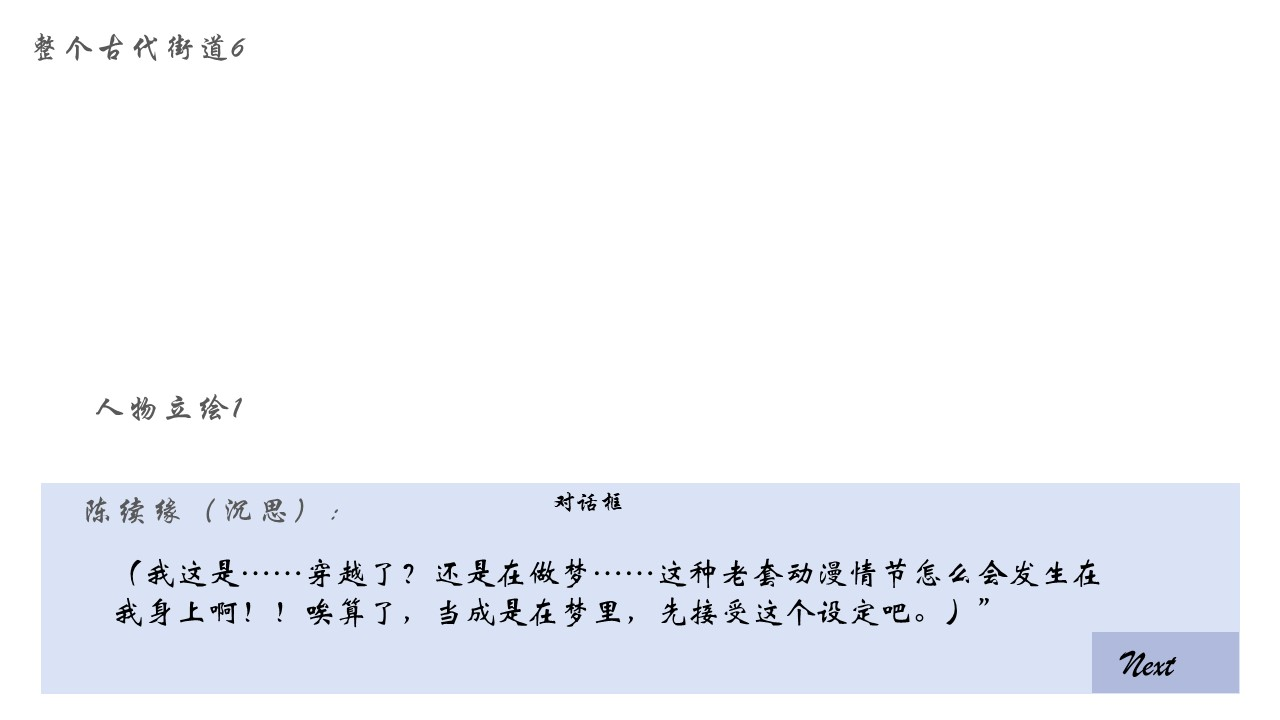 整个古代街道6
人物立绘1
对话框
陈续缘（沉思）：
（我这是……穿越了？还是在做梦……这种老套动漫情节怎么会发生在
我身上啊！！唉算了，当成是在梦里，先接受这个设定吧。）”
Next